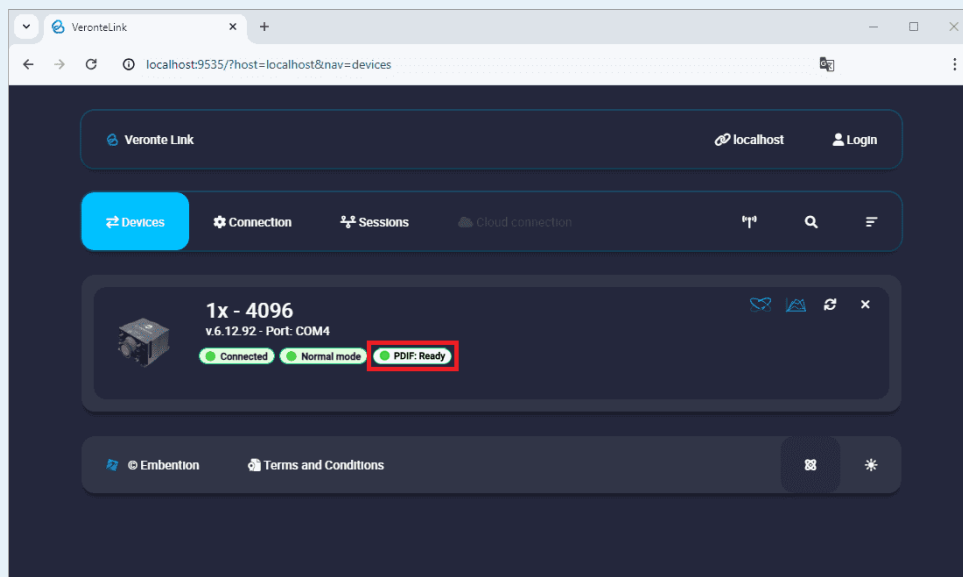 VeronteLink
localhost:9535/?host=localhost&nav=devices
Veronte Link
localhost
Login
Devices
Connection
Sessions
Cloud connection
1x - 4096
v.6.12.92 - Port: COM4
Connected
Normal mode
PDIF: Ready
© Embention
Terms and Conditions